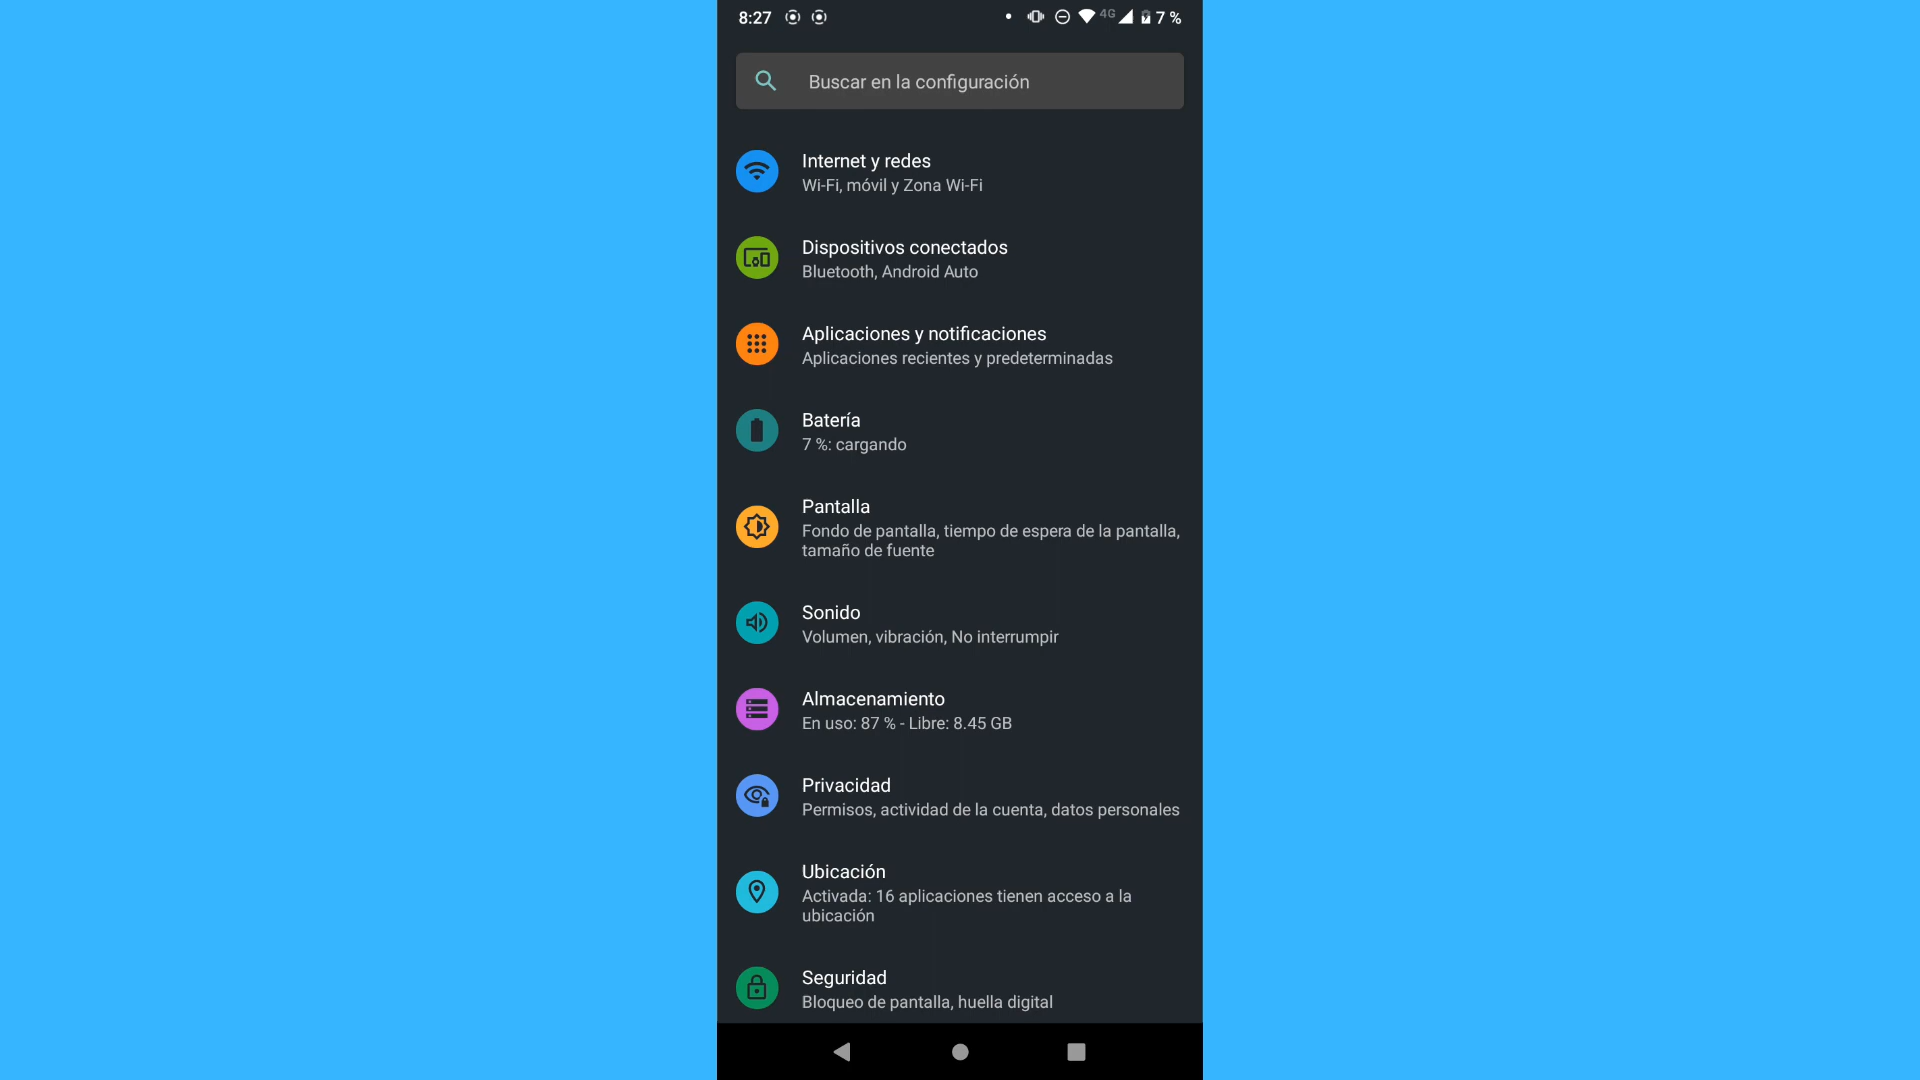 8:27
4G
7 %
Buscar en la configuración
Internet y redes
Wi-Fi, móvil y Zona Wi-Fi
Dispositivos conectados
Bluetooth, Android Auto
Aplicaciones y notificaciones
Aplicaciones recientes y predeterminadas
Batería
7 %: cargando
Pantalla
Fondo de pantalla, tiempo de espera de la pantalla,
tamaño de fuente
Sonido
Volumen, vibración, No interrumpir
Almacenamiento
En uso: 87 % - Libre: 8.45 GB
Privacidad
Permisos, actividad de la cuenta, datos personales
Ubicación
Activada: 16 aplicaciones tienen acceso a la
ubicación
Seguridad
Bloqueo de pantalla, huella digital